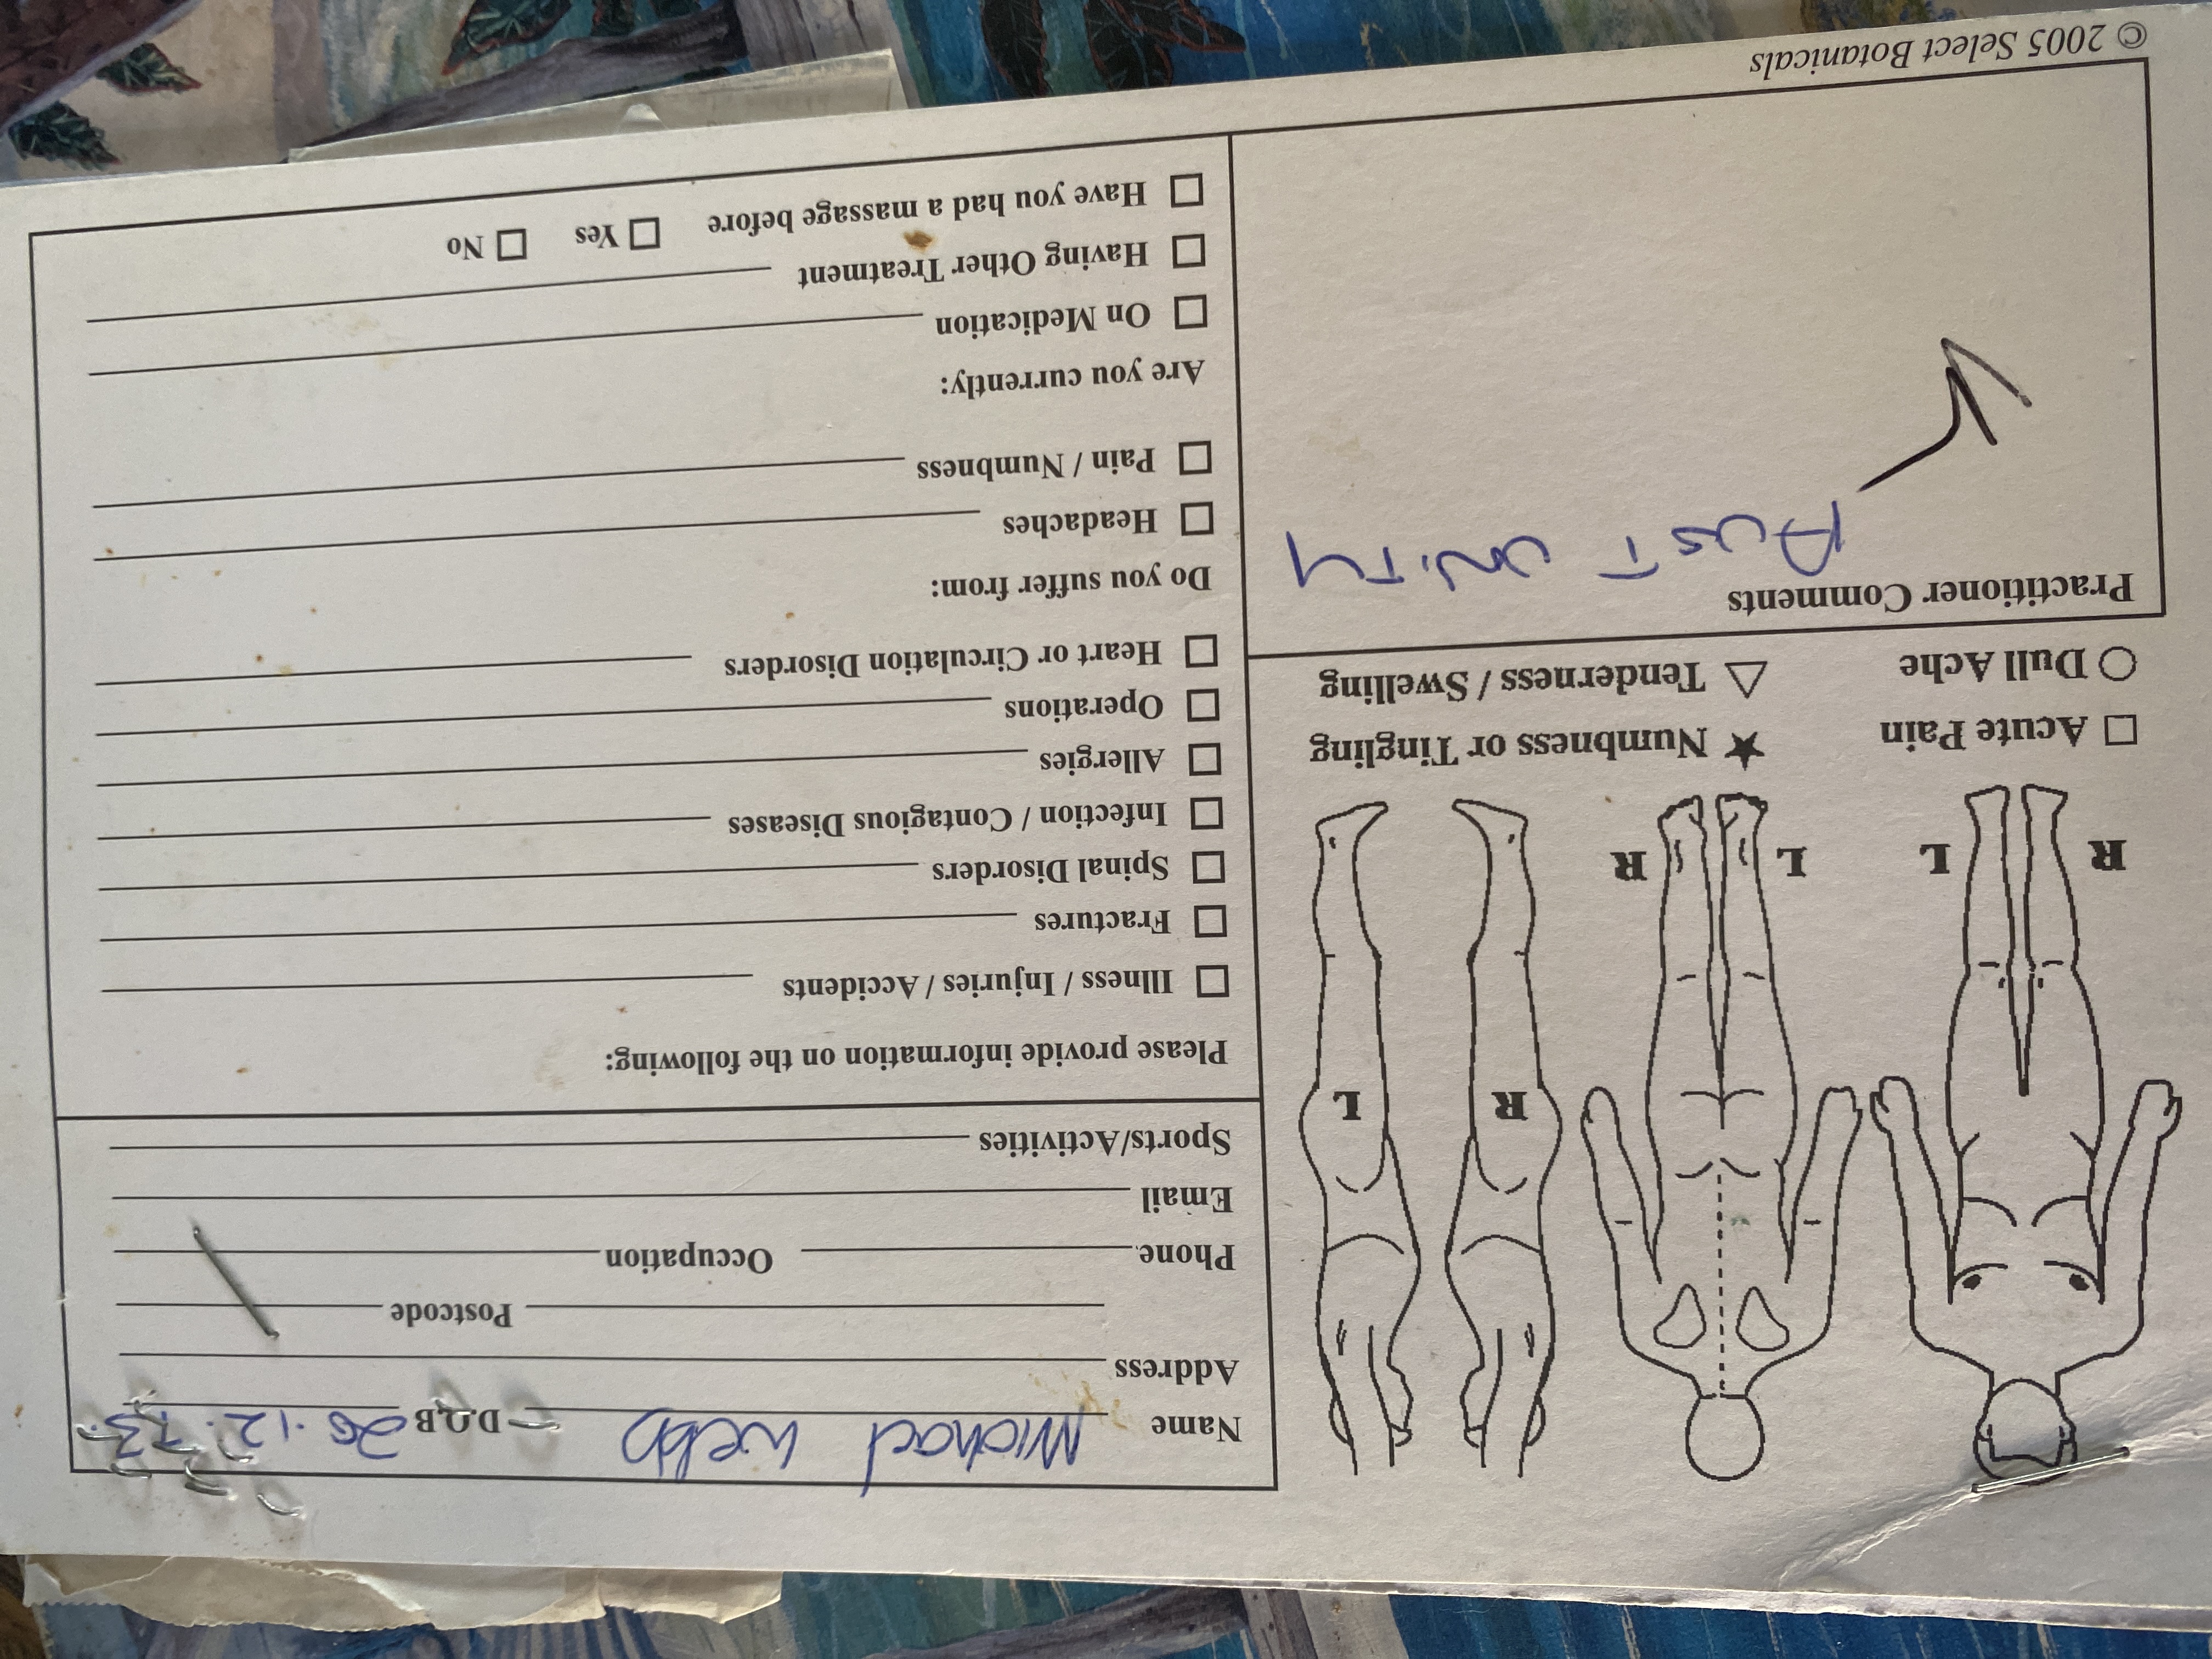 Name Michael Webb D.O.B 26.12.73.
Address
Postcode
Phone Occupation
Email
Sports/Activities
Please provide information on the following:
Illness / Injuries / Accidents
Fractures
Spinal Disorders
Infection / Contagious Diseases
Allergies
Operations
Heart or Circulation Disorders
Do you suffer from:
Headaches
Pain / Numbness
Are you currently:
On Medication
Having Other Treatment
Have you had a massage before Yes No
R L L R R L
Acute Pain ★ Numbness or Tingling
Dull Ache Tenderness / Swelling
Practitioner Comments
AUST UNITY
© 2005 Select Botanicals